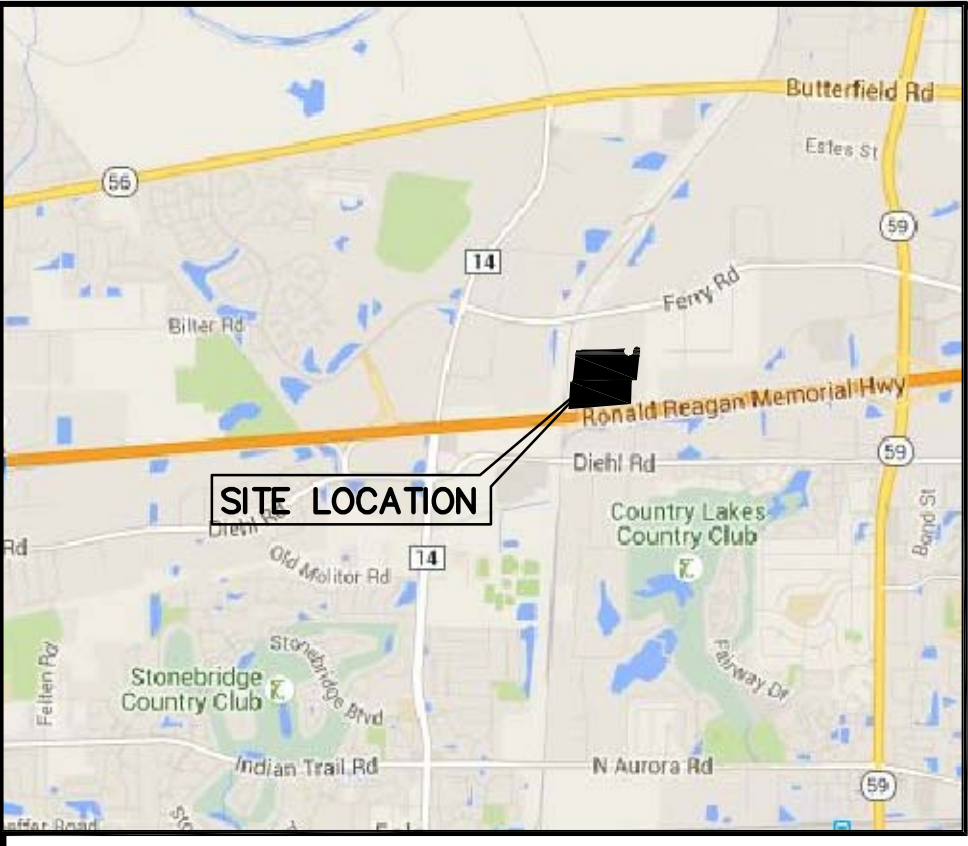 Butterfield Rd
Estes St
56
59
14
Ferry Rd
Bilter Rd
Ronald Reagan Memorial Hwy
59
Diehl Rd
SITE LOCATION
Country Lakes
Country Club
Diehl Rd
Rd
14
Old Molitor Rd
Band St
Stonebridge Blvd
Felten Rd
Stonebridge
Country Club
Fairway Dr
Indian Trail Rd
N Aurora Rd
59